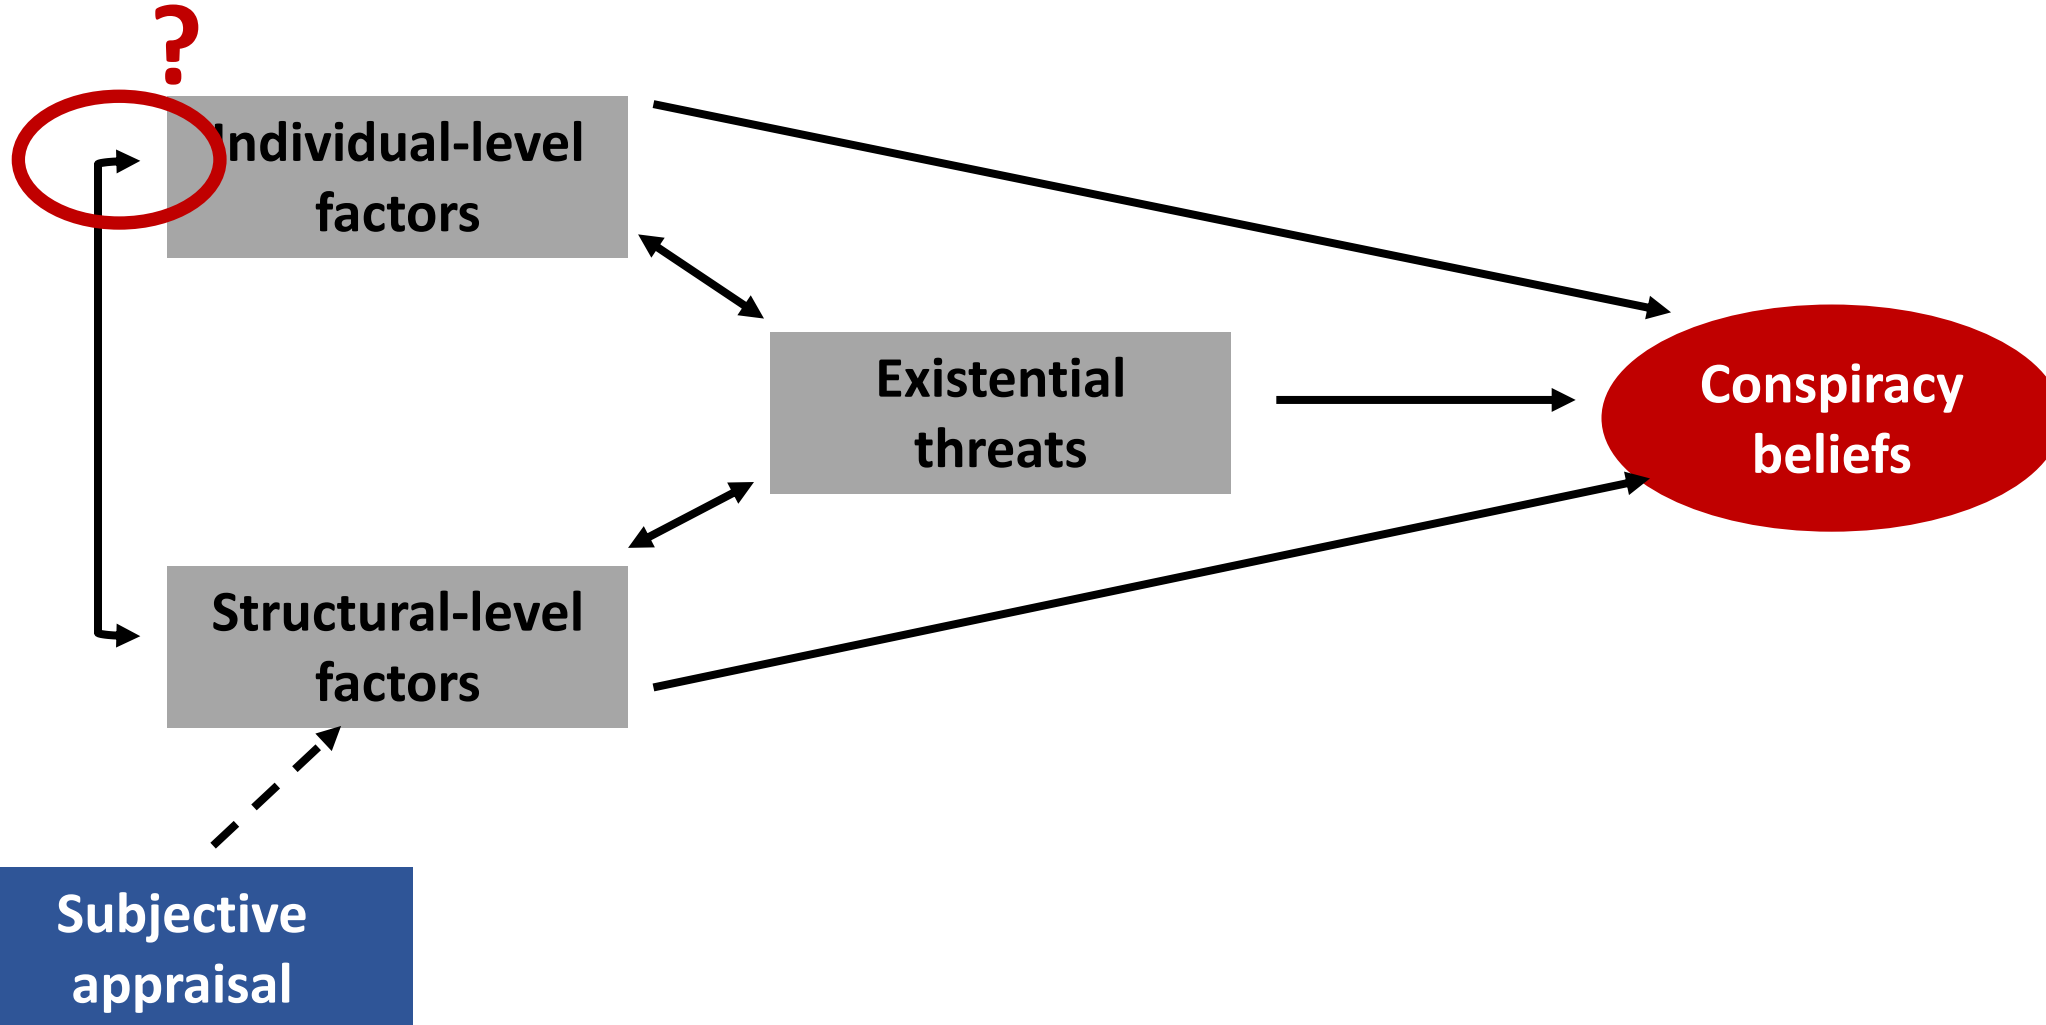 ?
Individual-level
factors
Existential
threats
Conspiracy
beliefs
Structural-level
factors
Subjective
appraisal